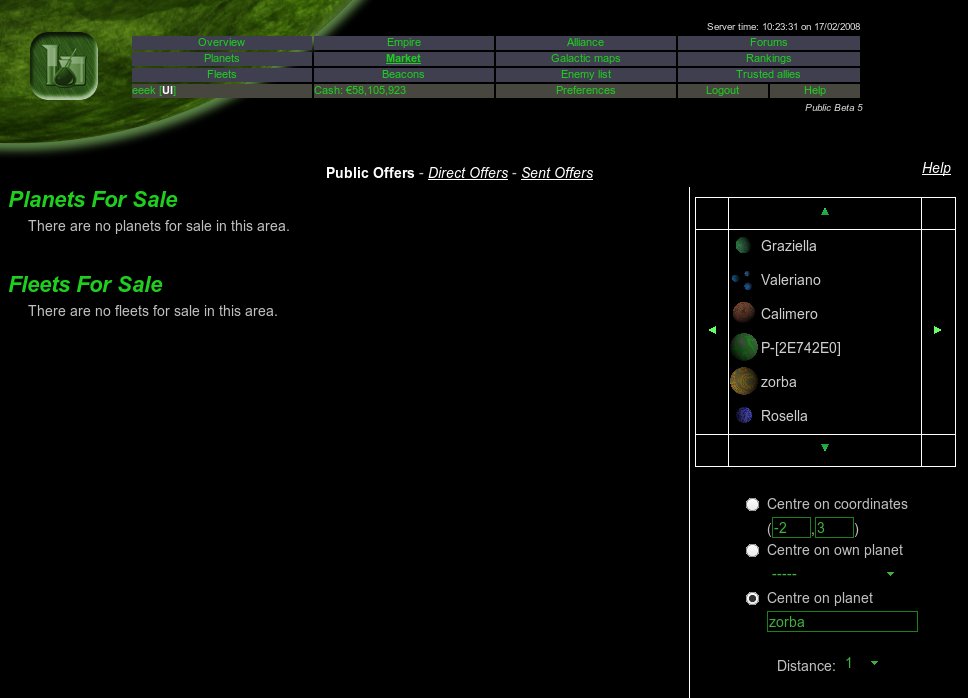 Server time: 10:23:31 on 17/02/2008
Overview Empire Alliance Forums
Planets Market Galactic maps Rankings
Fleets Beacons Enemy list Trusted allies
eeek [UI] Cash: €58,105,923 Preferences Logout Help
Public Beta 5
Public Offers - Direct Offers - Sent Offers
Help
Planets For Sale
There are no planets for sale in this area.
Fleets For Sale
There are no fleets for sale in this area.
Graziella
Valeriano
Calimero
P-[2E742E0]
zorba
Rosella
Centre on coordinates
(-2,3)
Centre on own planet
-----
Centre on planet
zorba
Distance: 1